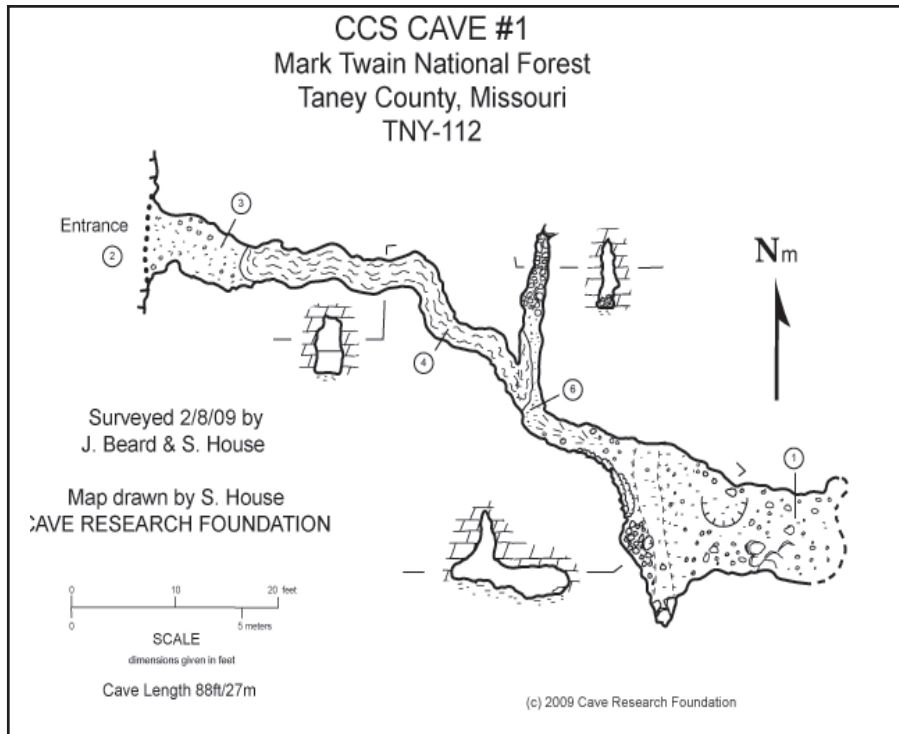 CCS CAVE #1
Mark Twain National Forest
Taney County, Missouri
TNY-112
Entrance
2
3
4
6
1
Nm
Surveyed 2/8/09 by
J. Beard & S. House
Map drawn by S. House
CAVE RESEARCH FOUNDATION
0 10 20 feet
0 5 meters
SCALE
dimensions given in feet
Cave Length 88ft/27m
(c) 2009 Cave Research Foundation